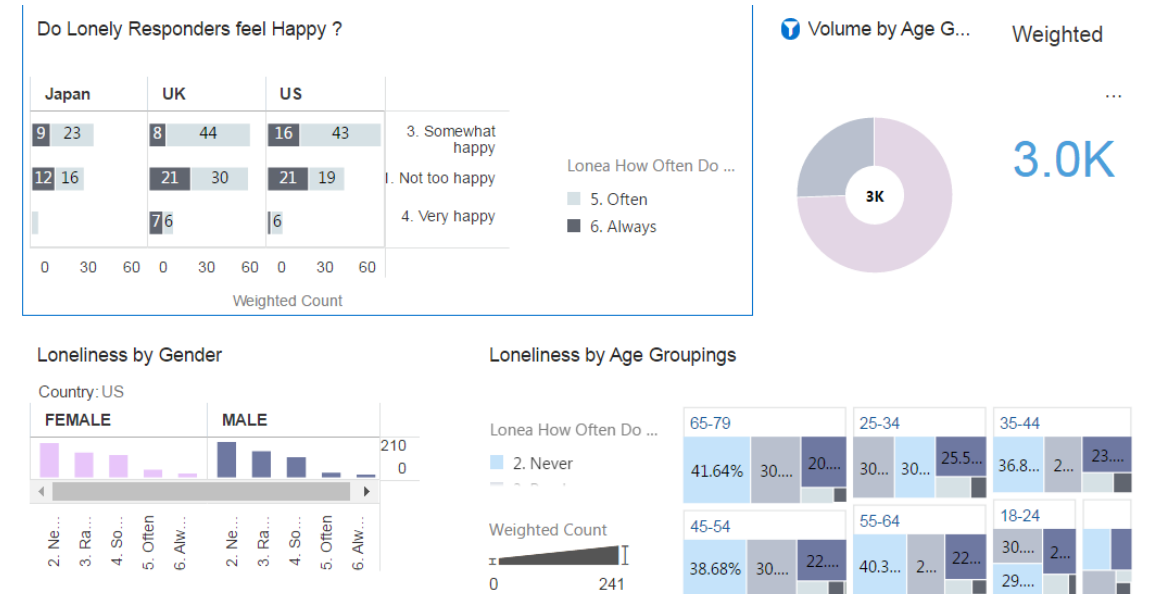 Do Lonely Responders feel Happy ?
Japan UK US
9 23 8 44 16 43 3. Somewhat
happy
12 16 21 30 21 19 . Not too happy
7 6 6 4. Very happy
0 30 60 0 30 60 0 30 60
Weighted Count
Lonea How Often Do ...
5. Often
6. Always
Volume by Age G...
3K
Weighted
...
3.0K
Loneliness by Gender
Country: US
FEMALE MALE
210
0
2. Ne...
3. Ra...
4. So...
5. Often
6. Alw...
2. Ne...
3. Ra...
4. So...
5. Often
6. Alw...
Loneliness by Age Groupings
Lonea How Often Do ...
2. Never
Weighted Count
0 241
65-79
41.64% 30.... 20....
25-34
30... 30... 25.5...
35-44
36.8... 2... 23....
45-54
38.68% 30.... 22....
55-64
40.3... 2... 22...
18-24
30.... 2...
29....